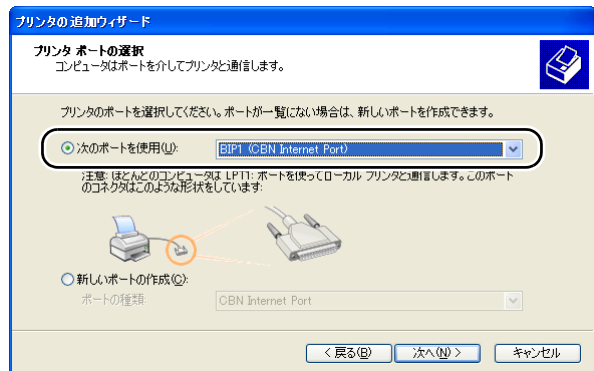 プリンタの追加ウィザード
プリンタ ポートの選択
コンピュータはポートを介してプリンタと通信します。
プリンタのポートを選択してください。ポートが一覧にない場合は、新しいポートを作成できます。
次のポートを使用(U):
BIP1 (CBN Internet Port)
注意: ほとんどのコンピュータは LPT1: ポートを使ってローカル プリンタと通信します。このポート
のコネクタはこのような形状をしています:
新しいポートの作成(C):
ポートの種類:
CBN Internet Port
< 戻る(B)
次へ(N) >
キャンセル